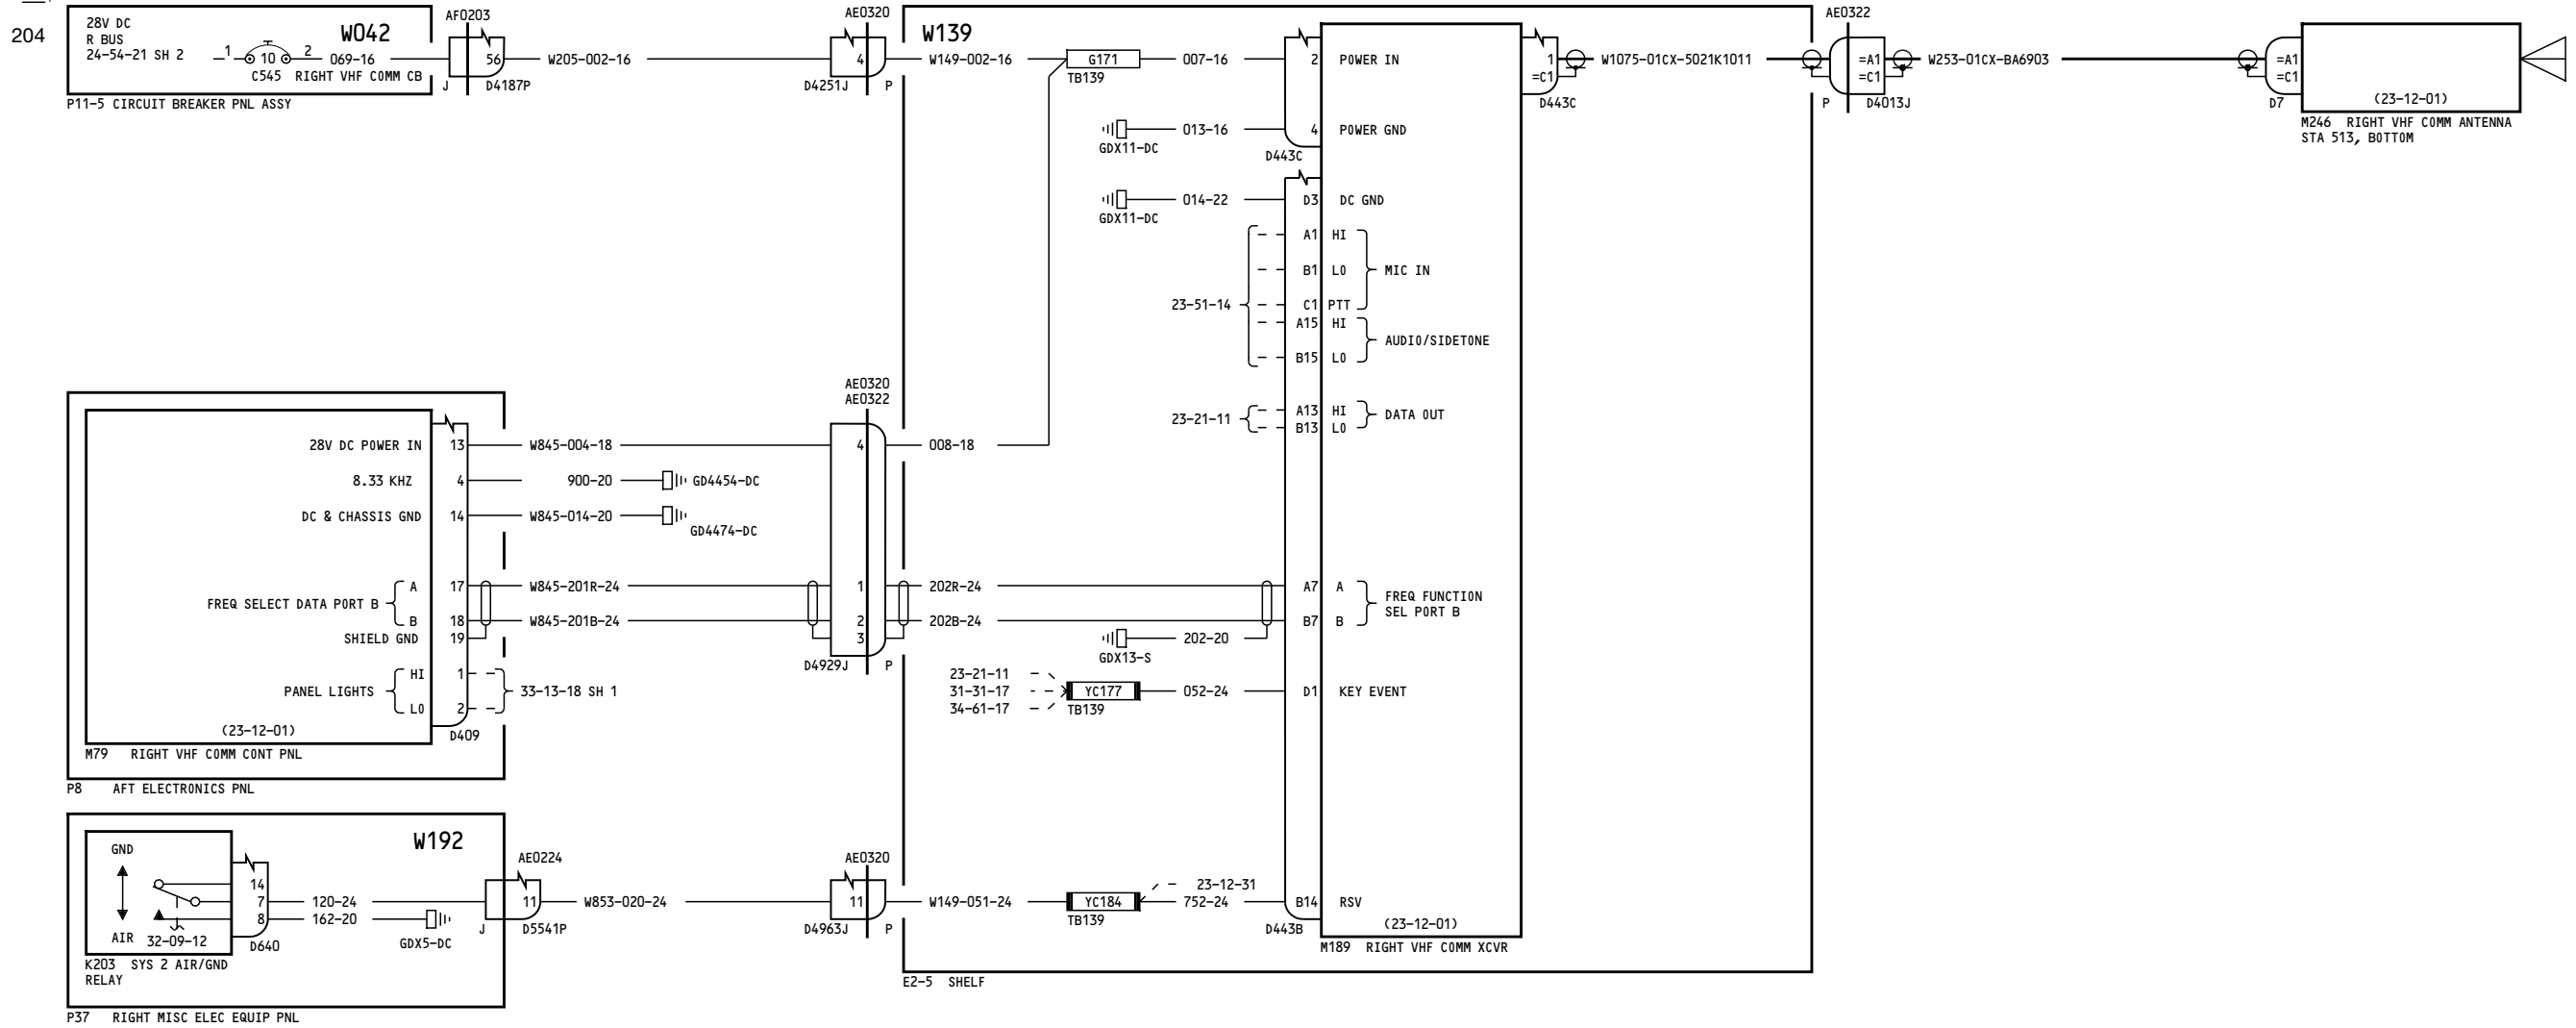 204
28V DC
R BUS
24-54-21 SH 2
W042
1 10 2 069-16
C545 RIGHT VHF COMM CB
P11-5 CIRCUIT BREAKER PNL ASSY
AF0203
56
J D4187P
W205-002-16
AE0320
4
D4251J P
W139
W149-002-16
G171
TB139
007-16
2 POWER IN
013-16
GDX11-DC
4 POWER GND
D443C
014-22
GDX11-DC
D3 DC GND
A1 HI
B1 LO
MIC IN
C1 PTT
23-51-14
A15 HI
AUDIO/SIDETONE
B15 LO
A13 HI
23-21-11
DATA OUT
B13 LO
1
=C1
D443C
W1075-01CX-5021K1011
AE0322
=A1
=C1
P D4013J
W253-01CX-BA6903
=A1
=C1
D7
(23-12-01)
M246 RIGHT VHF COMM ANTENNA
STA 513, BOTTOM
28V DC POWER IN 13
W845-004-18
AE0320
AE0322
4
008-18
8.33 KHZ 4
900-20
GD4454-DC
DC & CHASSIS GND 14
W845-014-20
GD4474-DC
A 17
W845-201R-24
1
202R-24
A7 A
FREQ SELECT DATA PORT B
FREQ FUNCTION
SEL PORT B
B 18
W845-201B-24
2
202B-24
B7 B
SHIELD GND 19
3
202-20
GDX13-S
D4929J P
HI 1
PANEL LIGHTS
33-13-18 SH 1
LO 2
(23-12-01)
D409
M79 RIGHT VHF COMM CONT PNL
P8 AFT ELECTRONICS PNL
23-21-11
31-31-17
34-61-17
YC177
TB139
052-24
D1 KEY EVENT
W192
GND
AIR
32-09-12
14
7
8
D640
120-24
162-20
GDX5-DC
K203 SYS 2 AIR/GND
RELAY
P37 RIGHT MISC ELEC EQUIP PNL
AE0224
11
J D5541P
W853-020-24
AE0320
11
D4963J P
W149-051-24
YC184
TB139
23-12-31
752-24
B14 RSV
D443B
(23-12-01)
M189 RIGHT VHF COMM XCVR
E2-5 SHELF